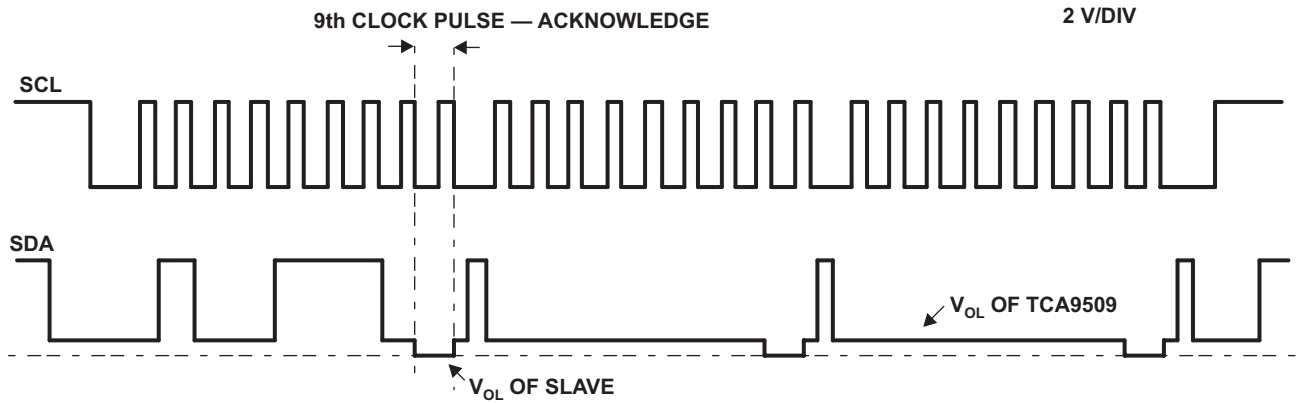 9th CLOCK PULSE — ACKNOWLEDGE
2 V/DIV
SCL
SDA
VOL OF TCA9509
VOL OF SLAVE